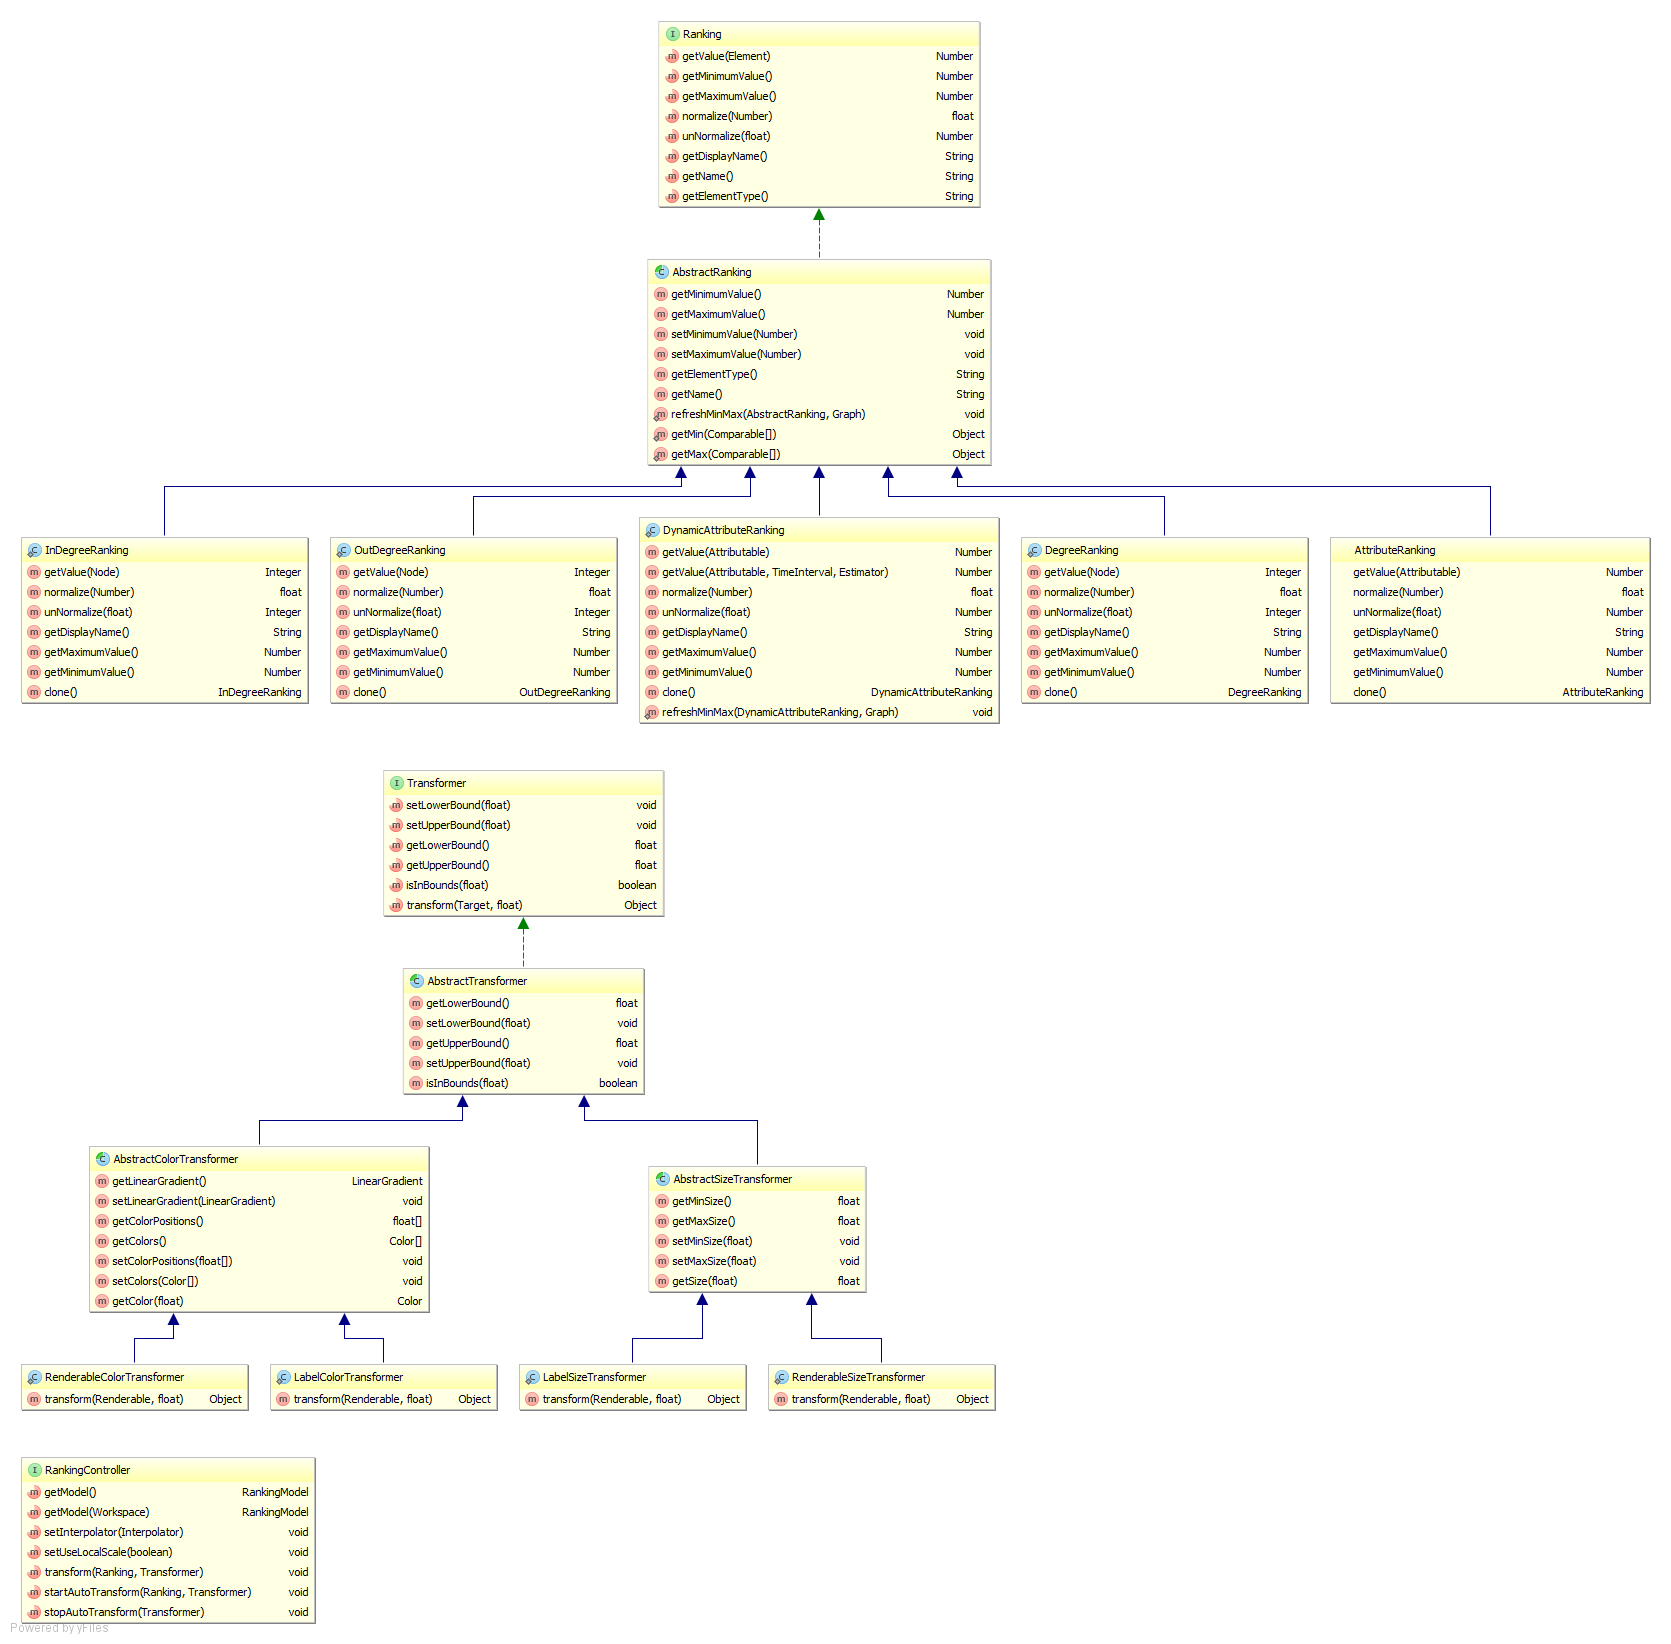 Ranking
getValue(Element) Number
getMinimumValue() Number
getMaximumValue() Number
normalize(Number) float
unNormalize(float) Number
getDisplayName() String
getName() String
getElementType() String
AbstractRanking
getMinimumValue() Number
getMaximumValue() Number
setMinimumValue(Number) void
setMaximumValue(Number) void
getElementType() String
getName() String
refreshMinMax(AbstractRanking, Graph) void
getMin(Comparable[]) Object
getMax(Comparable[]) Object
InDegreeRanking
getValue(Node) Integer
normalize(Number) float
unNormalize(float) Integer
getDisplayName() String
getMaximumValue() Number
getMinimumValue() Number
clone() InDegreeRanking
OutDegreeRanking
getValue(Node) Integer
normalize(Number) float
unNormalize(float) Integer
getDisplayName() String
getMaximumValue() Number
getMinimumValue() Number
clone() OutDegreeRanking
DynamicAttributeRanking
getValue(Attributable) Number
getValue(Attributable, TimeInterval, Estimator) Number
normalize(Number) float
unNormalize(float) Number
getDisplayName() String
getMaximumValue() Number
getMinimumValue() Number
clone() DynamicAttributeRanking
refreshMinMax(DynamicAttributeRanking, Graph) void
DegreeRanking
getValue(Node) Integer
normalize(Number) float
unNormalize(float) Integer
getDisplayName() String
getMaximumValue() Number
getMinimumValue() Number
clone() DegreeRanking
AttributeRanking
getValue(Attributable) Number
normalize(Number) float
unNormalize(float) Number
getDisplayName() String
getMaximumValue() Number
getMinimumValue() Number
clone() AttributeRanking
Transformer
setLowerBound(float) void
setUpperBound(float) void
getLowerBound() float
getUpperBound() float
isInBounds(float) boolean
transform(Target, float) Object
AbstractTransformer
getLowerBound() float
setLowerBound(float) void
getUpperBound() float
setUpperBound(float) void
isInBounds(float) boolean
AbstractColorTransformer
getLinearGradient() LinearGradient
setLinearGradient(LinearGradient) void
getColorPositions() float[]
getColors() Color[]
setColorPositions(float[]) void
setColors(Color[]) void
getColor(float) Color
AbstractSizeTransformer
getMinSize() float
getMaxSize() float
setMinSize(float) void
setMaxSize(float) void
getSize(float) float
RenderableColorTransformer
transform(Renderable, float) Object
LabelColorTransformer
transform(Renderable, float) Object
LabelSizeTransformer
transform(Renderable, float) Object
RenderableSizeTransformer
transform(Renderable, float) Object
RankingController
getModel() RankingModel
getModel(Workspace) RankingModel
setInterpolator(Interpolator) void
setUseLocalScale(boolean) void
transform(Ranking, Transformer) void
startAutoTransform(Ranking, Transformer) void
stopAutoTransform(Transformer) void
Powered by yFiles